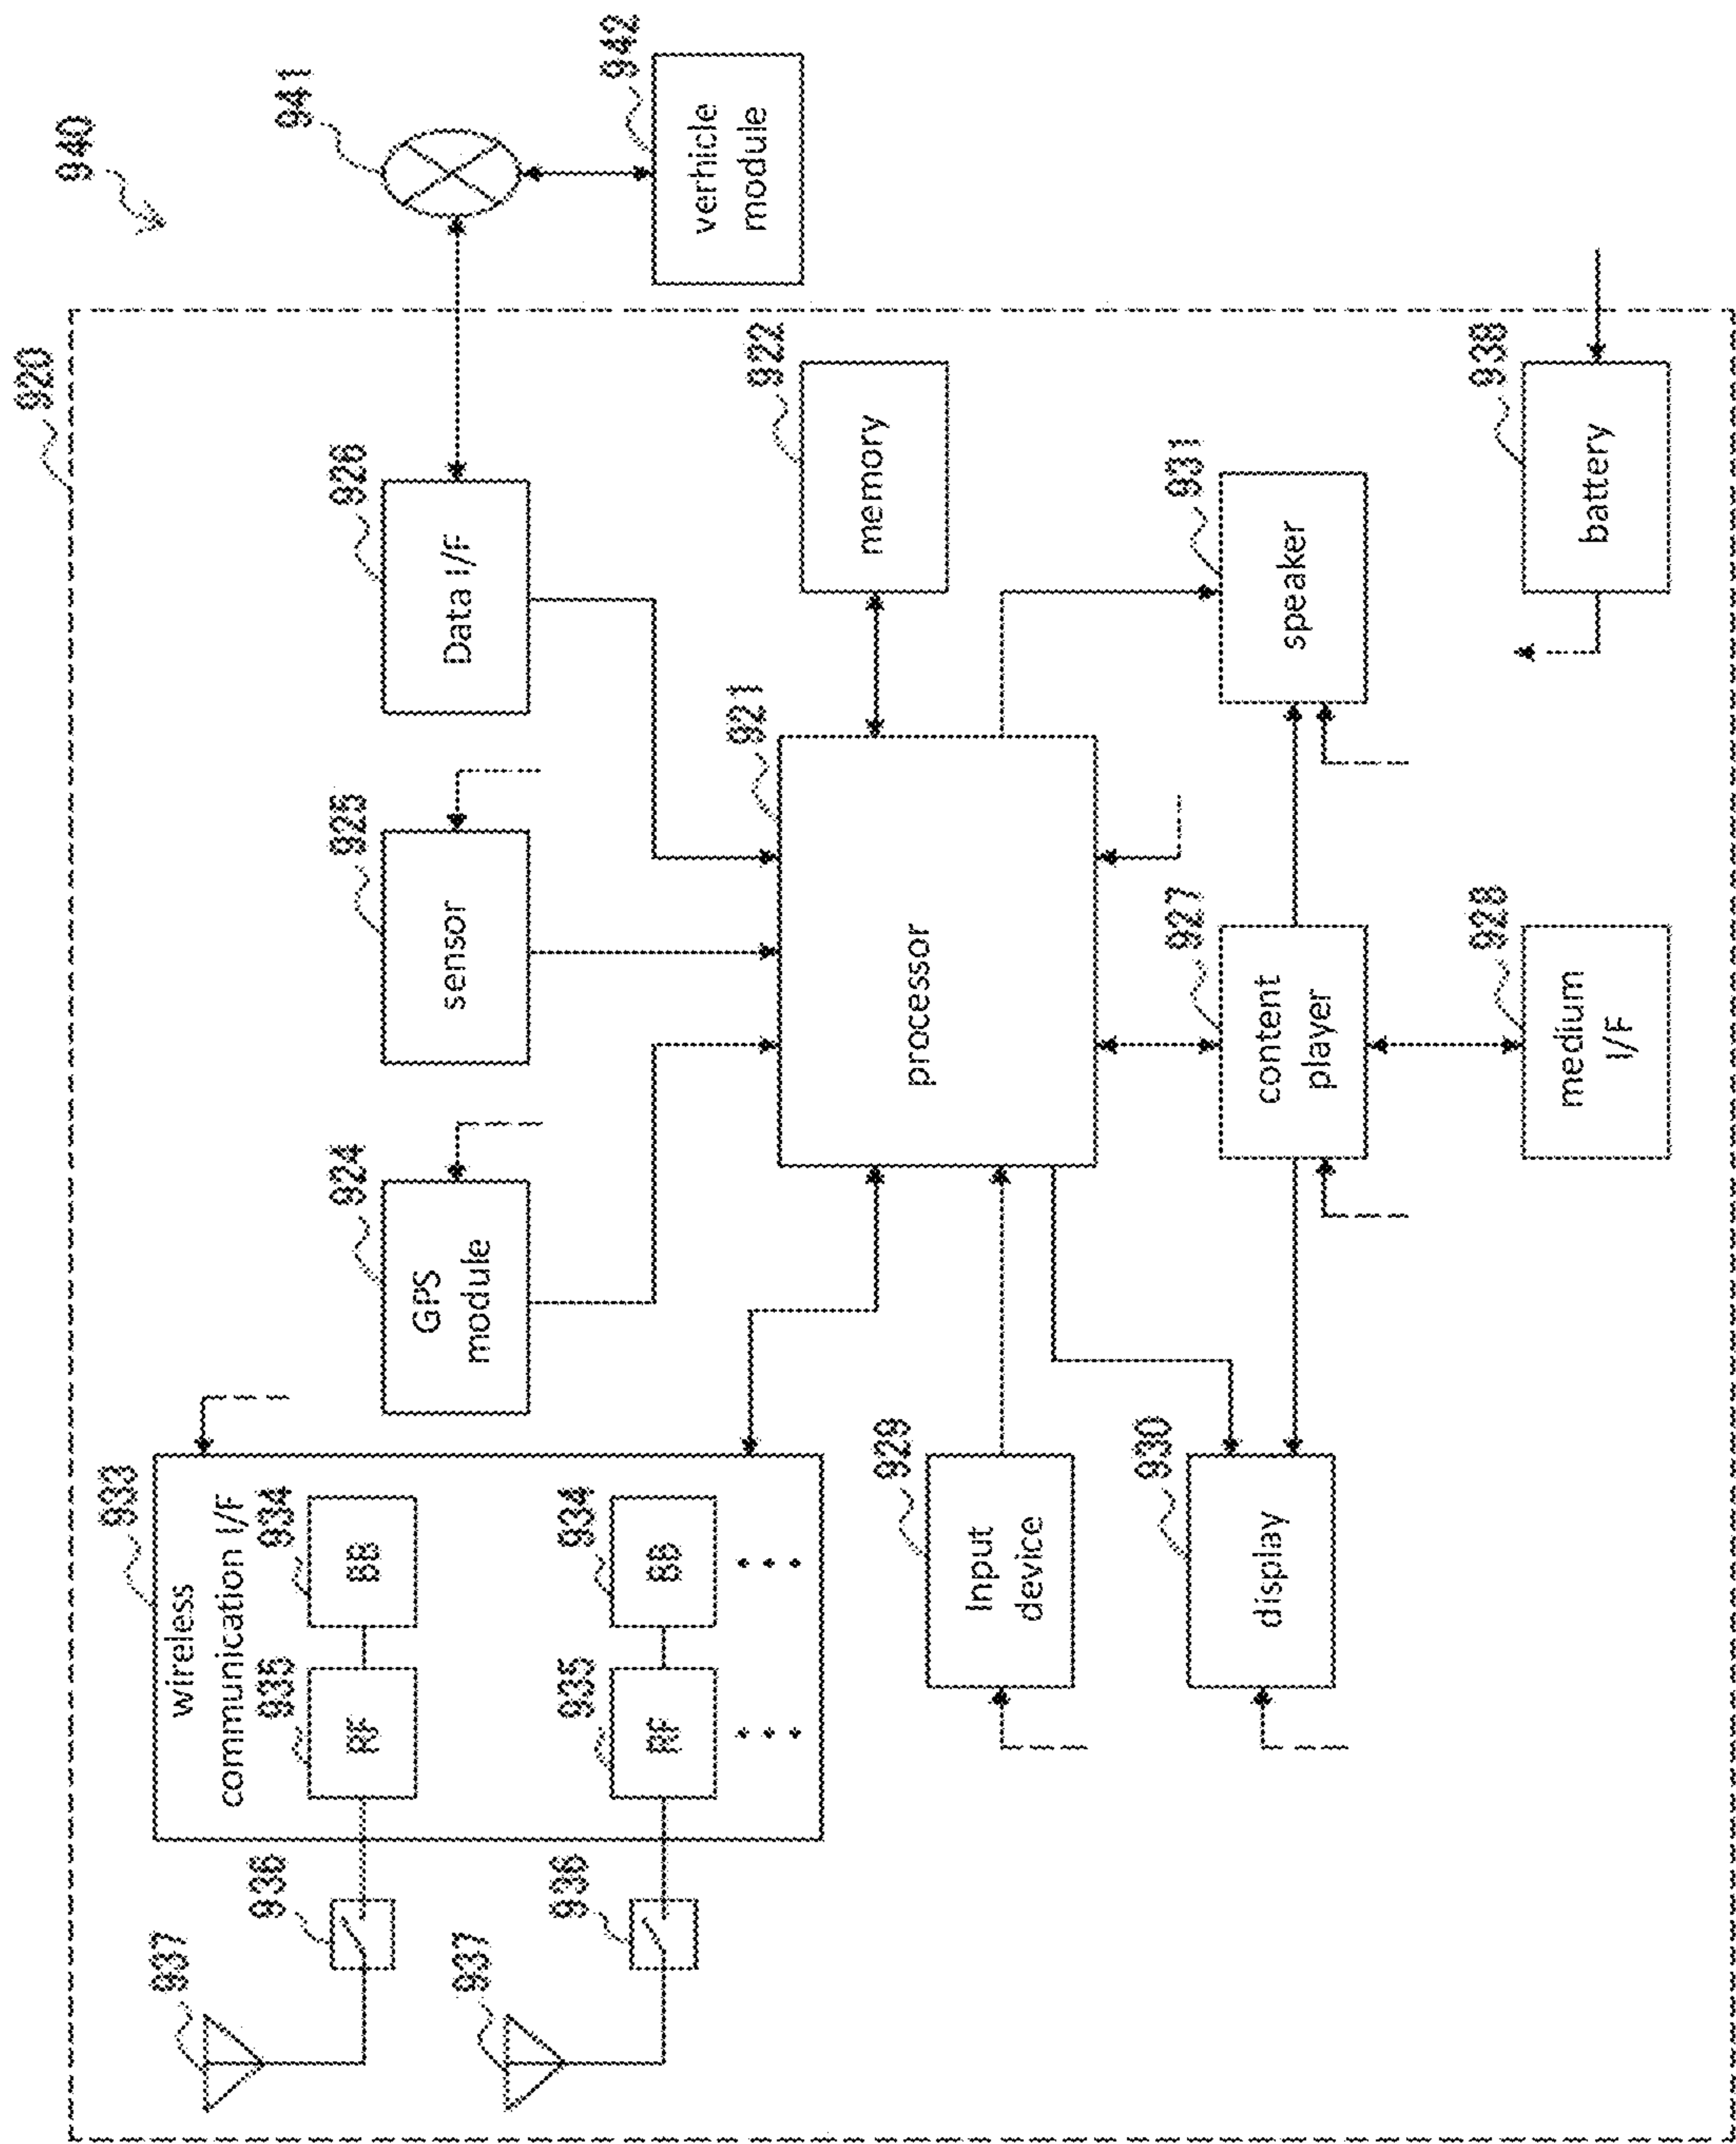 940
920
941
942
verhicle
module
937
936
933
wireless
communication I/F
935
RF
934
BB
937
936
935
RF
934
BB
924
GPS
module
925
sensor
926
Data I/F
921
processor
922
memory
929
Input
device
930
display
927
content
player
931
speaker
928
medium
I/F
938
battery